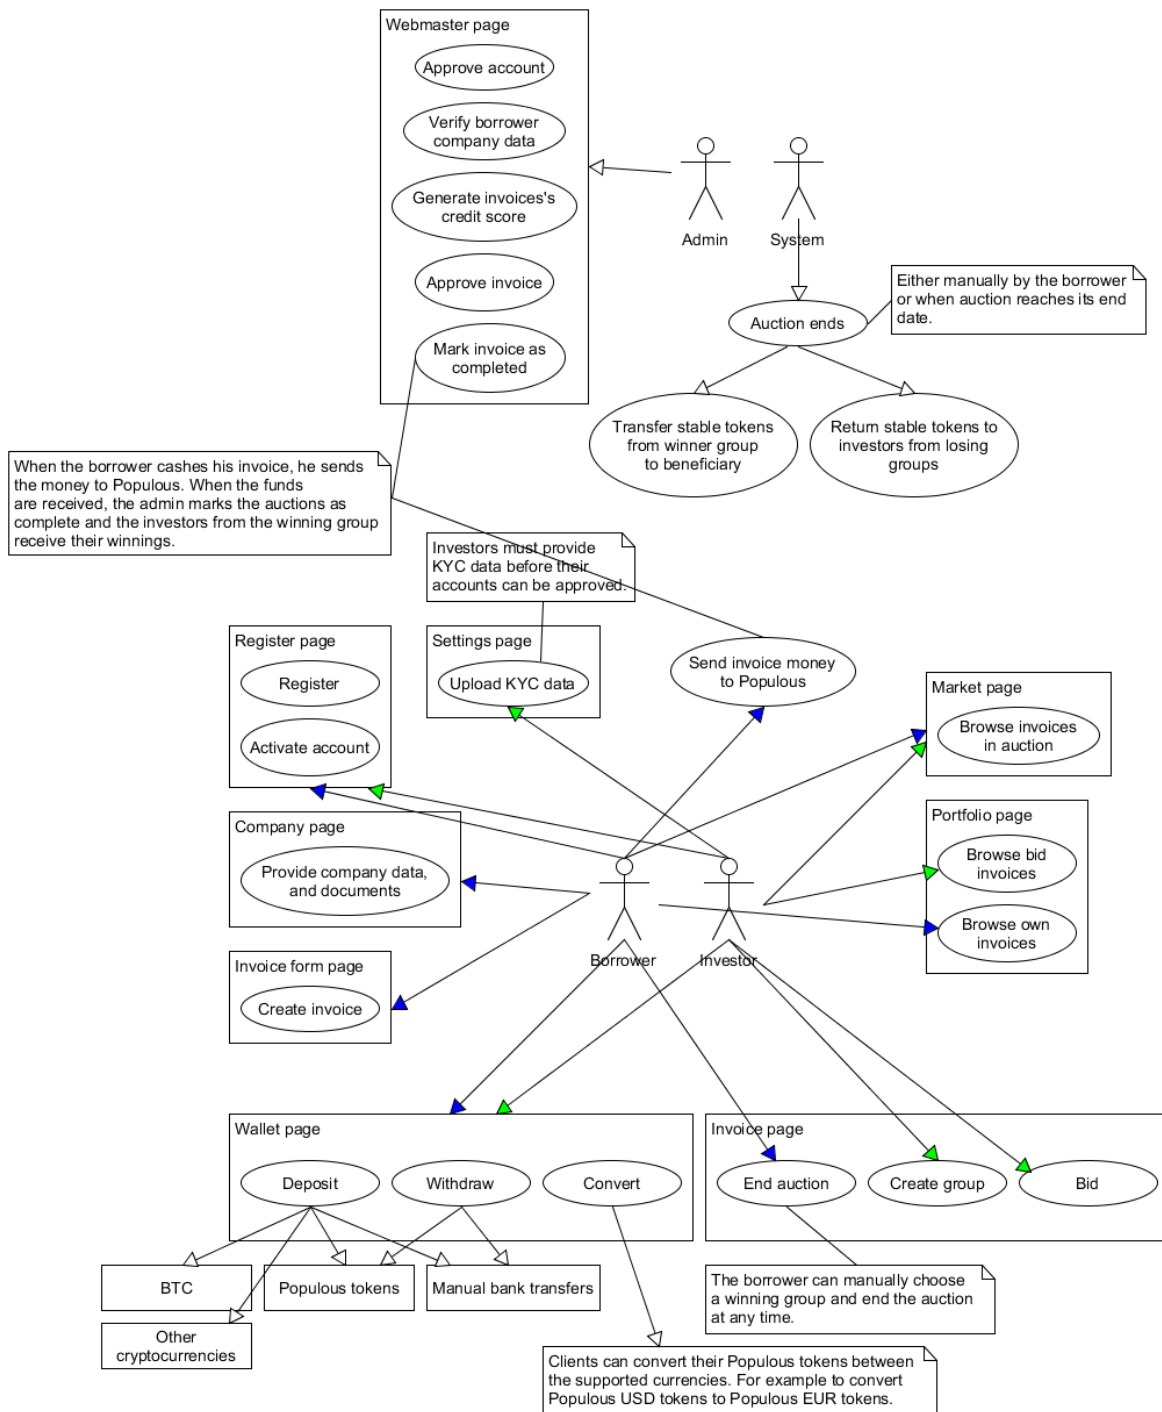 Webmaster page
Approve account
Verify borrower
company data
Generate invoices's
credit score
Approve invoice
Mark invoice as
completed
Admin
System
Auction ends
Either manually by the borrower
or when auction reaches its end
date.
Transfer stable tokens
from winner group
to beneficiary
Return stable tokens to
investors from losing
groups
When the borrower cashes his invoice, he sends
the money to Populous. When the funds
are received, the admin marks the auctions as
complete and the investors from the winning group
receive their winnings.
Investors must provide
KYC data before their
accounts can be approved.
Register page
Register
Activate account
Settings page
Upload KYC data
Send invoice money
to Populous
Market page
Browse invoices
in auction
Company page
Provide company data,
and documents
Portfolio page
Browse bid
invoices
Browse own
invoices
Borrower
Investor
Invoice form page
Create invoice
Wallet page
Deposit
Withdraw
Convert
Invoice page
End auction
Create group
Bid
BTC
Populous tokens
Manual bank transfers
Other
cryptocurrencies
The borrower can manually choose
a winning group and end the auction
at any time.
Clients can convert their Populous tokens between
the supported currencies. For example to convert
Populous USD tokens to Populous EUR tokens.